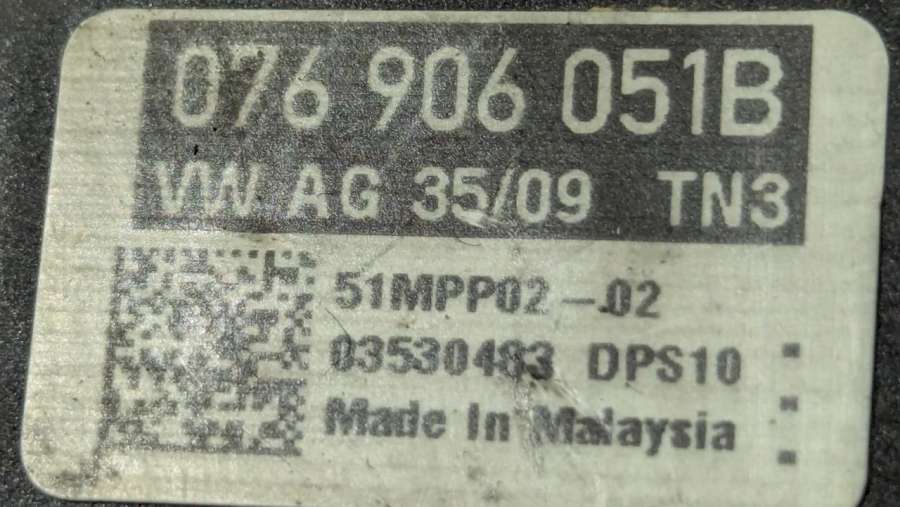 076 906 051B
VW AG 35/09 TN3
51MPP02-02
03530483 DPS10
Made In Malaysia